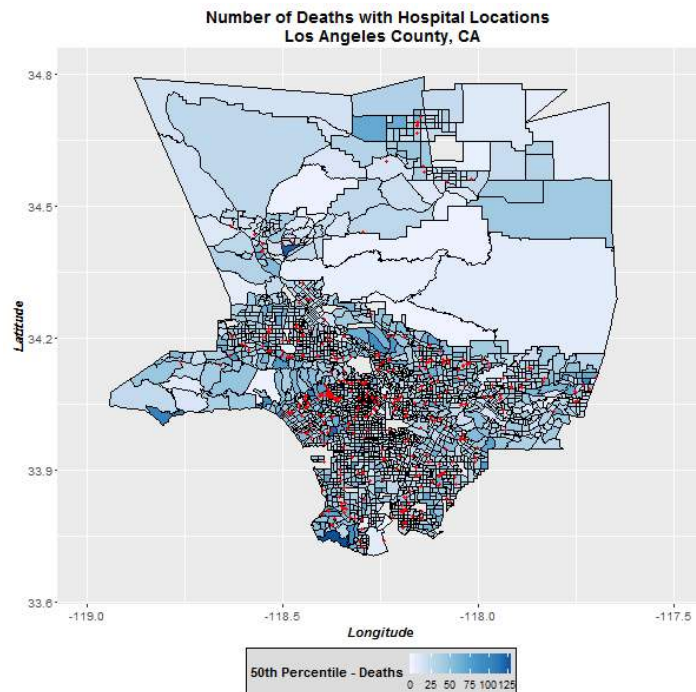 Number of Deaths with Hospital Locations
Los Angeles County, CA
34.8
34.5
34.2
33.9
33.6
Latitude
-119.0 -118.5 -118.0 -117.5
Longitude
50th Percentile - Deaths
0 25 50 75 100 125